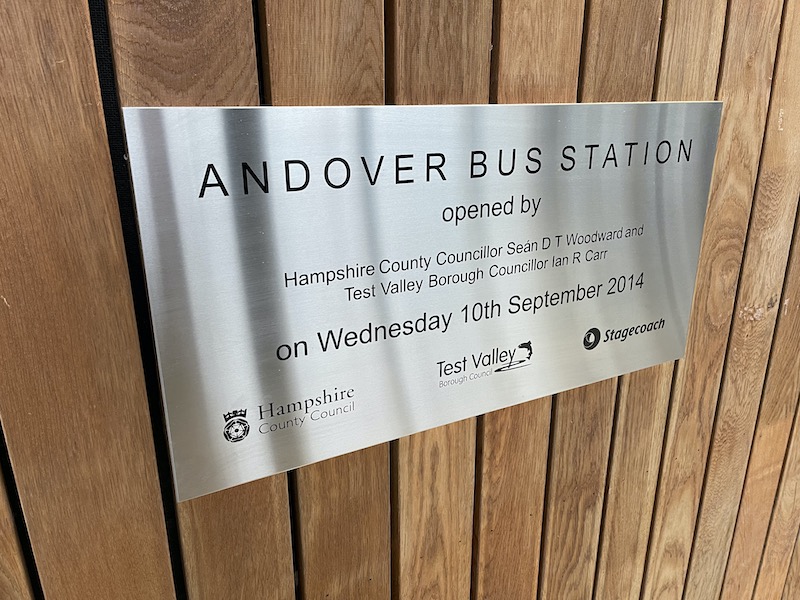 ANDOVER BUS STATION
opened by
Hampshire County Councillor Seán D T Woodward and
Test Valley Borough Councillor Ian R Carr
on Wednesday 10th September 2014
Hampshire
County Council
Test Valley
Borough Council
Stagecoach